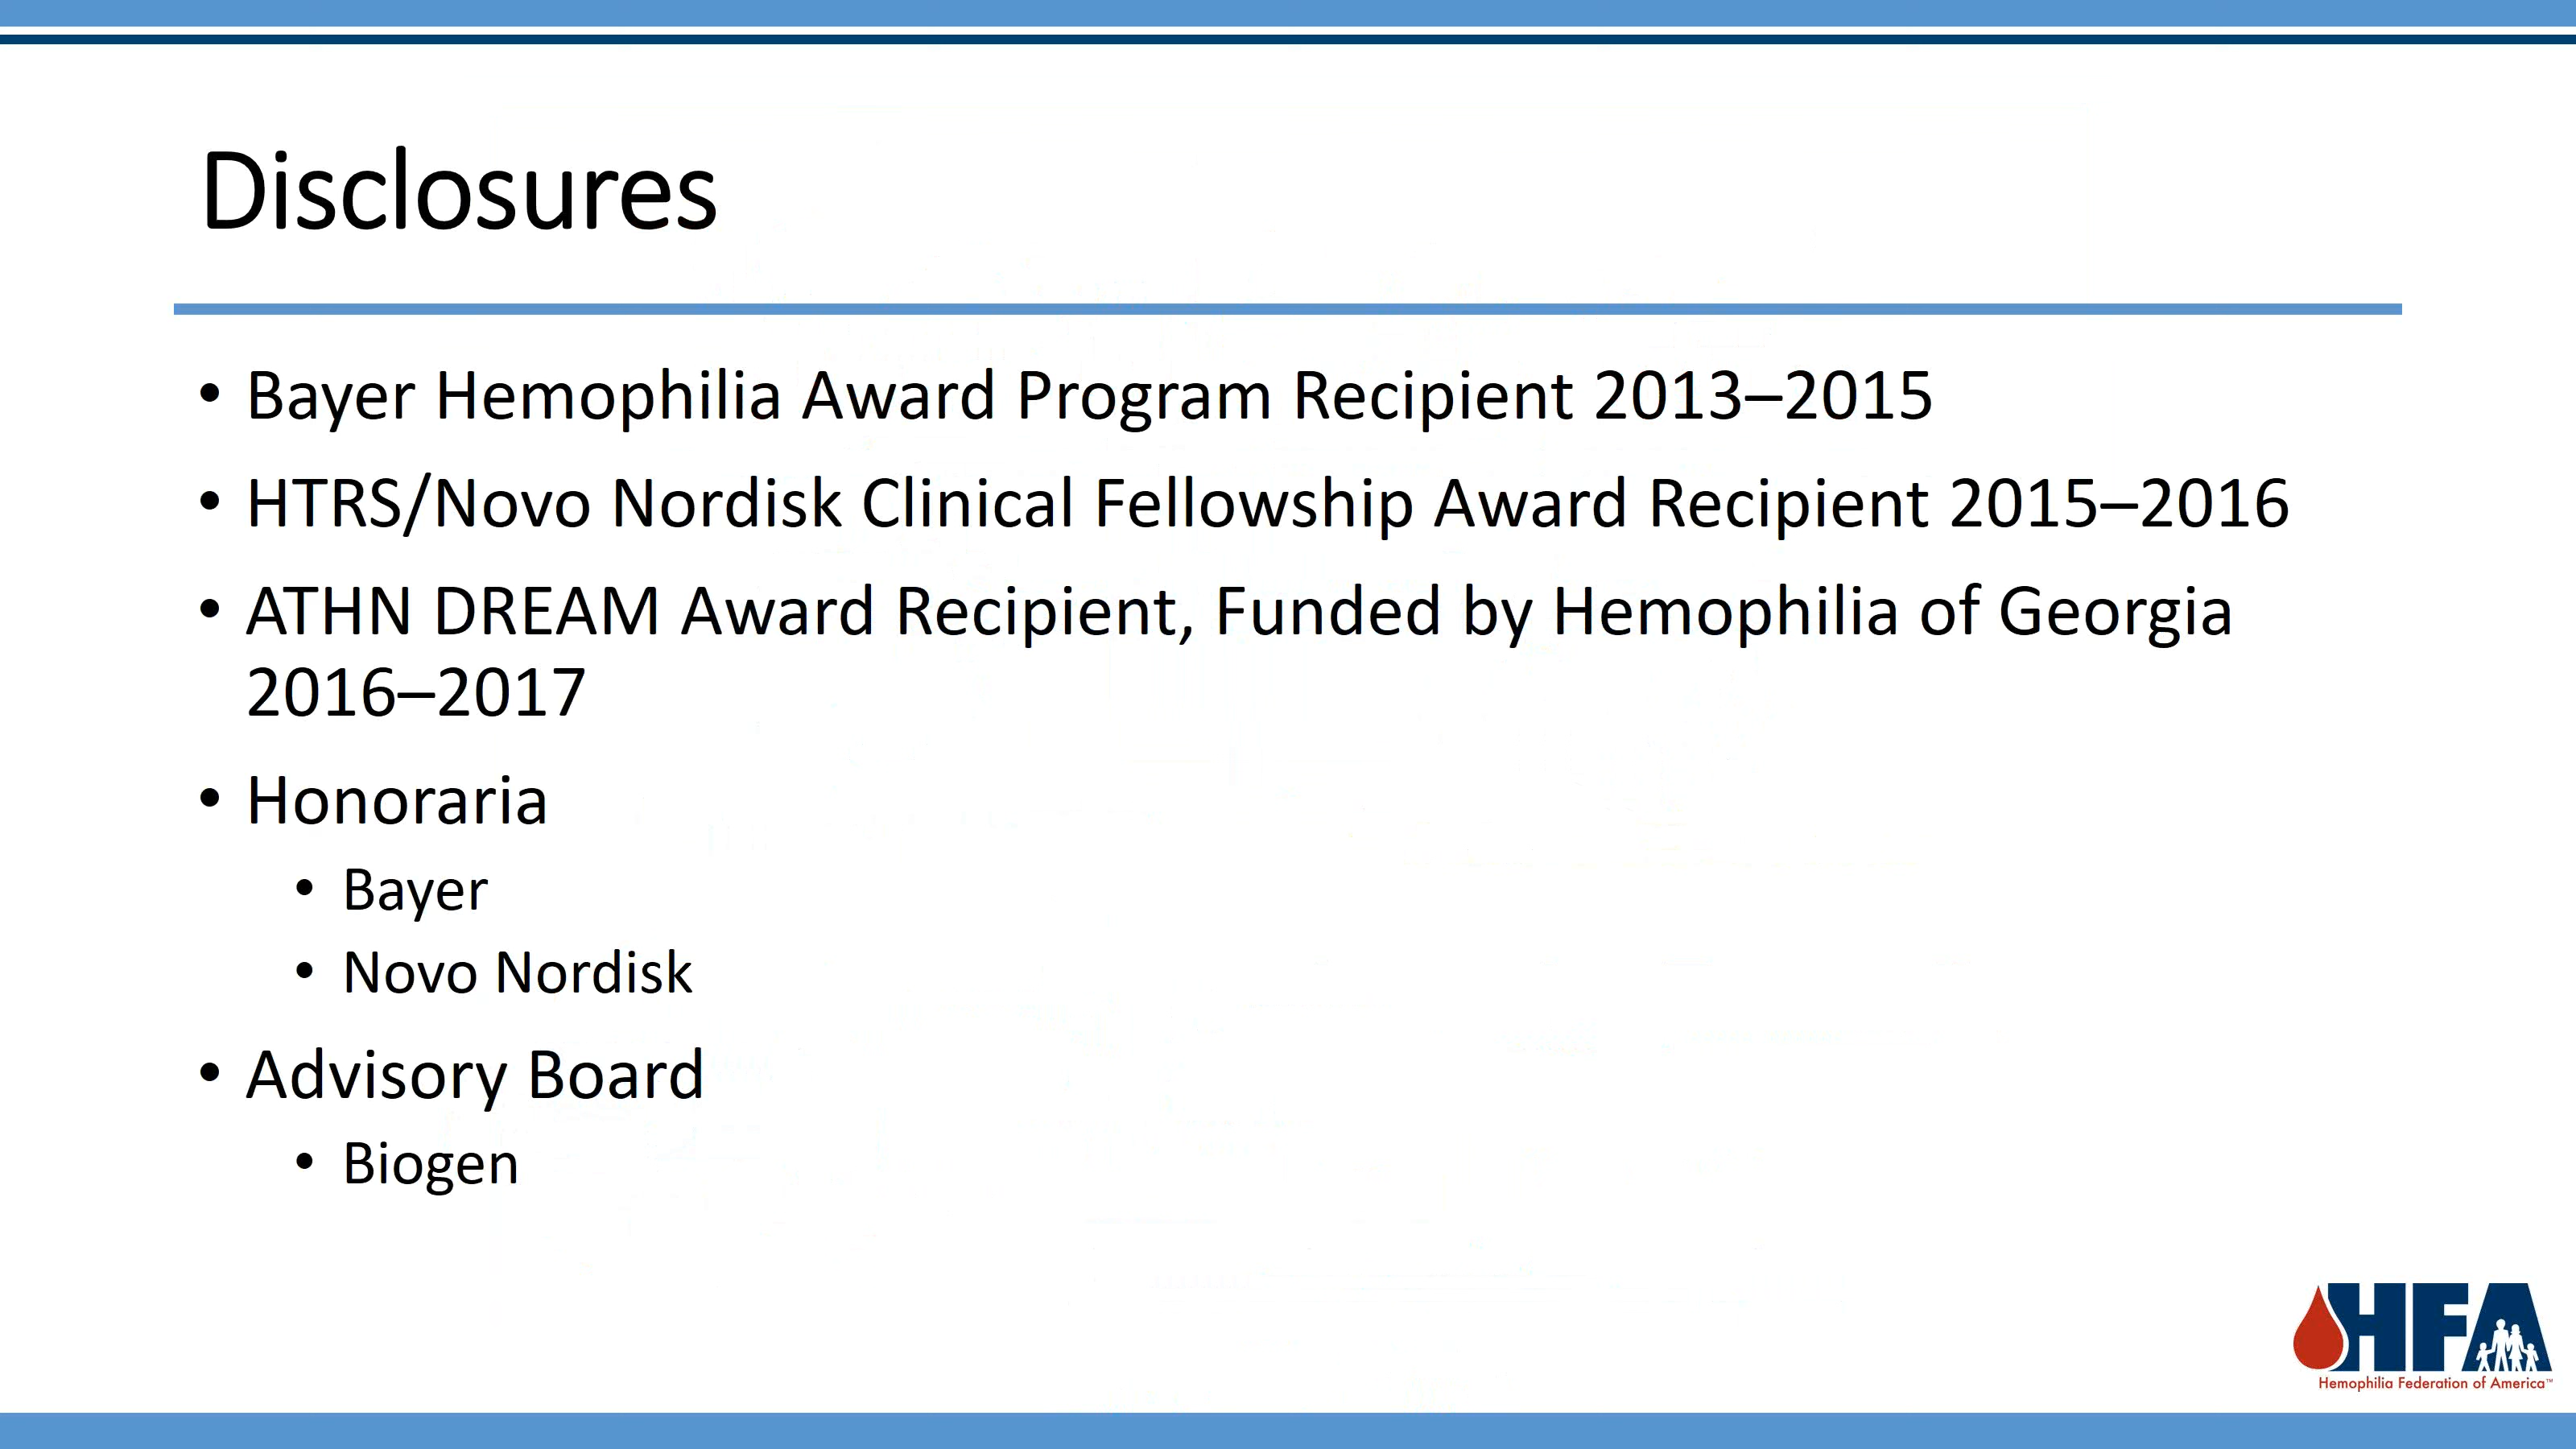 Disclosures
• Bayer Hemophilia Award Program Recipient 2013–2015
• HTRS/Novo Nordisk Clinical Fellowship Award Recipient 2015–2016
• ATHN DREAM Award Recipient, Funded by Hemophilia of Georgia
2016–2017
• Honoraria
• Bayer
• Novo Nordisk
• Advisory Board
• Biogen
HFA
Hemophilia Federation of America™